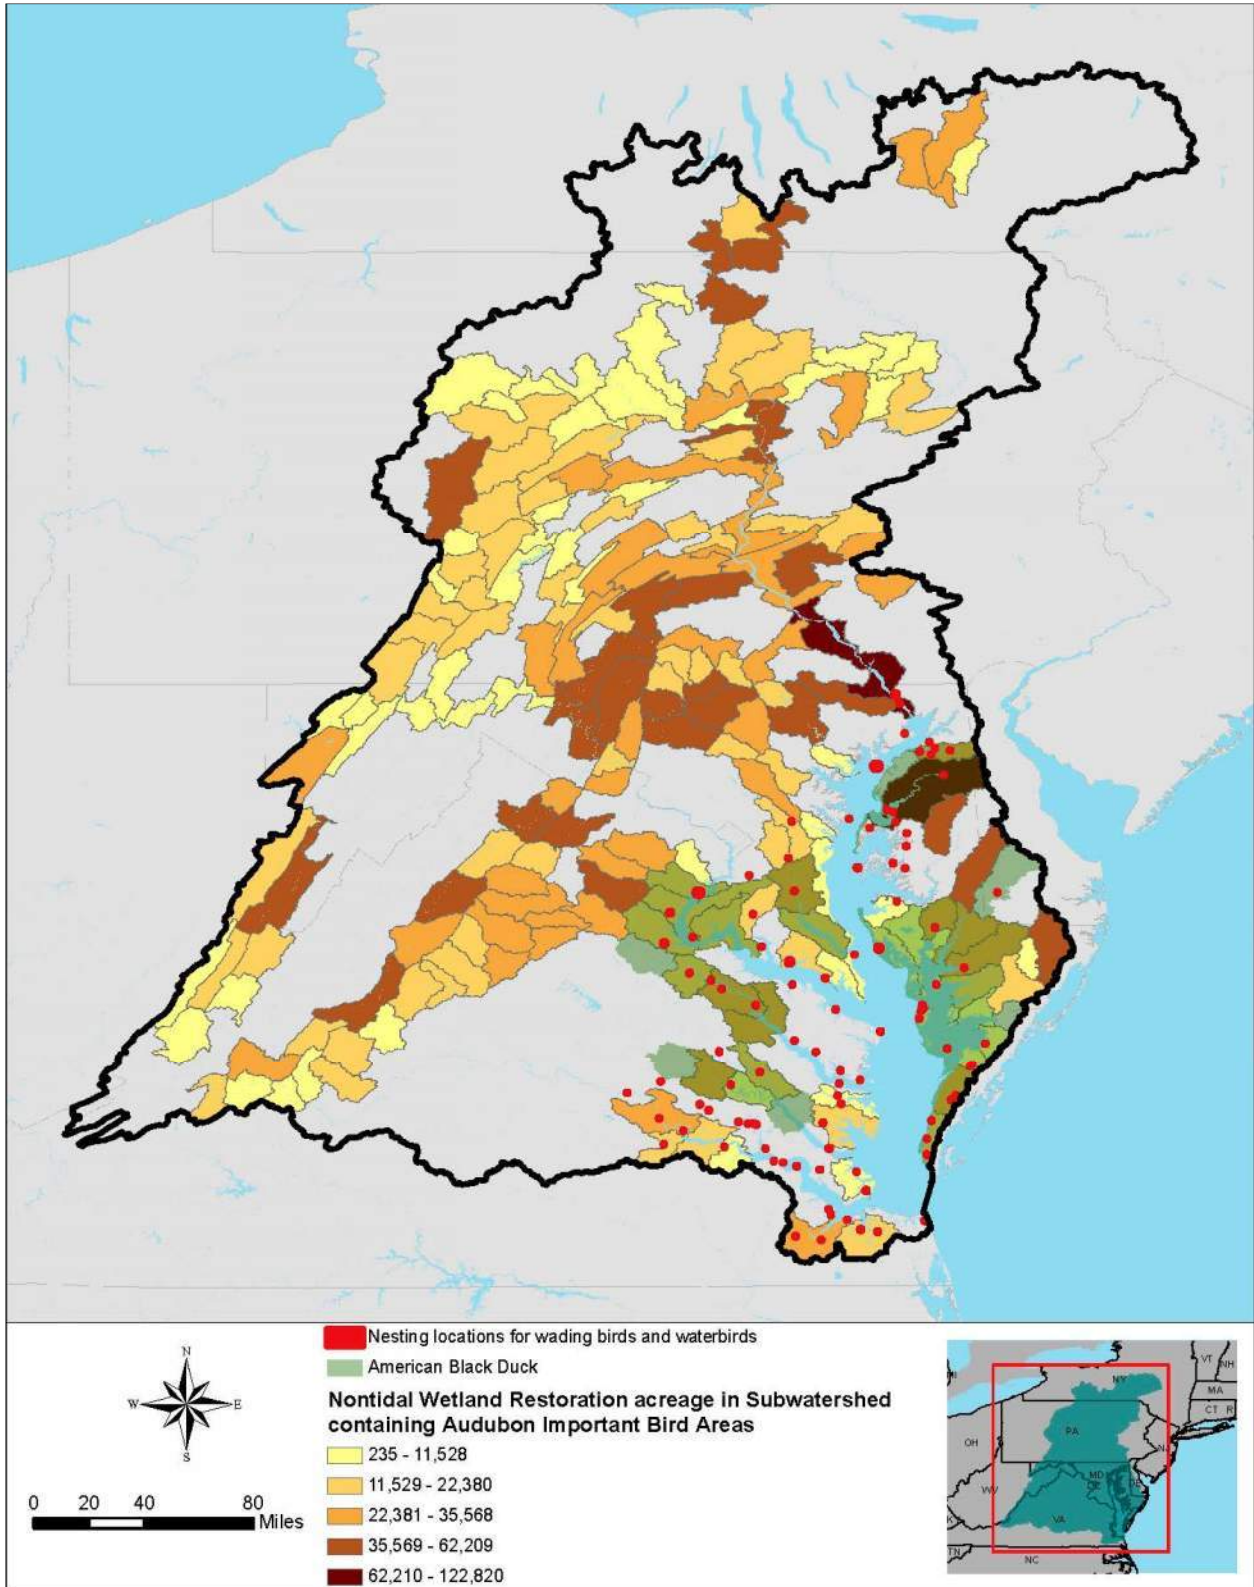 Nesting locations for wading birds and waterbirds
American Black Duck
Nontidal Wetland Restoration acreage in Subwatershed
containing Audubon Important Bird Areas
235 - 11,528
11,529 - 22,380
22,381 - 35,568
35,569 - 62,209
62,210 - 122,820
N
W
E
S
0 20 40 80
Miles
VT
NH
NY
MA
CT R
PA
OH
NJ
MD
DE
WV
VA
TN
NC